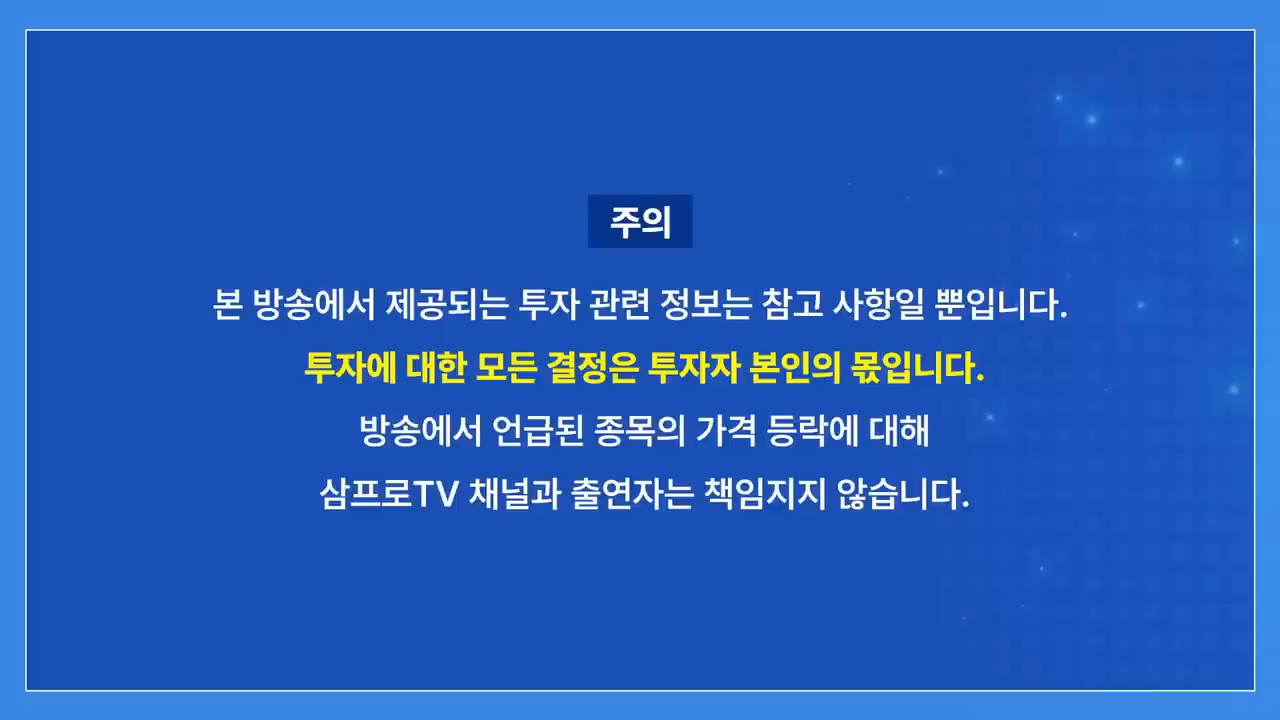 주의
본 방송에서 제공되는 투자 관련 정보는 참고 사항일 뿐입니다.
투자에 대한 모든 결정은 투자자 본인의 몫입니다.
방송에서 언급된 종목의 가격 등락에 대해
삼프로TV 채널과 출연자는 책임지지 않습니다.